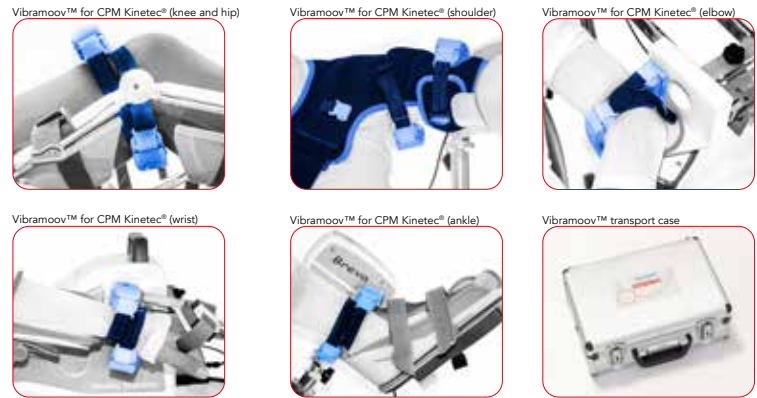 Vibramoov™ for CPM Kinetec® (knee and hip)
Vibramoov™ for CPM Kinetec® (shoulder)
Vibramoov™ for CPM Kinetec® (elbow)
Vibramoov™ for CPM Kinetec® (wrist)
Vibramoov™ for CPM Kinetec® (ankle)
Vibramoov™ transport case
Breva